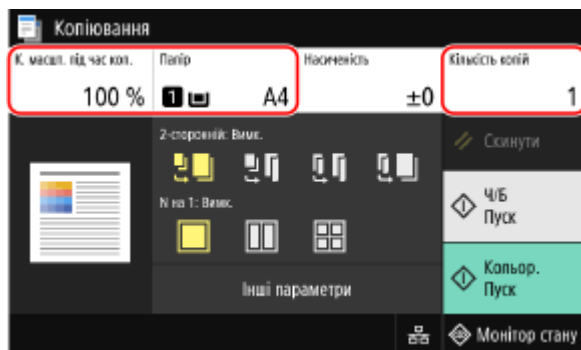 Копіювання
К. масшт. під час коп.
100 %
Папір
1 A4
Насиченість
±0
Кількість копій
1
2-сторонній: Вимк.
N на 1: Вимк.
Інші параметри
Скинути
Ч/Б
Пуск
Кольор.
Пуск
Монітор стану